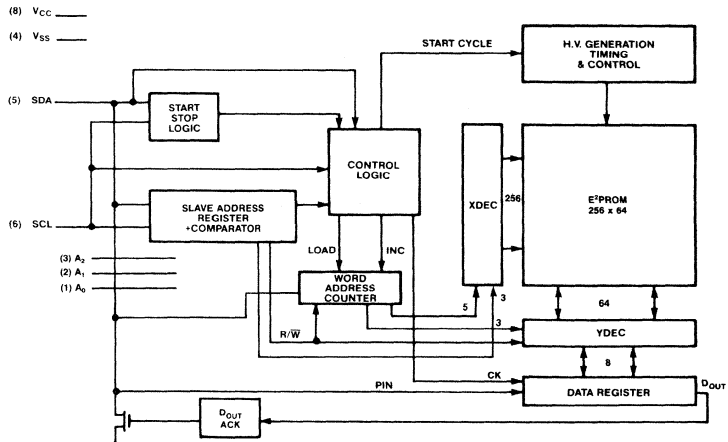 (8) VCC
(4) VSS
START CYCLE
H.V. GENERATION
TIMING
& CONTROL
(5) SDA
START
STOP
LOGIC
CONTROL
LOGIC
XDEC
256
E²PROM
256 x 64
SLAVE ADDRESS
REGISTER
+COMPARATOR
(6) SCL
LOAD
INC
(3) A₂
(2) A₁
(1) A₀
WORD
ADDRESS
COUNTER
5
3
64
3
R/W̅
YDEC
8
CK
PIN
DATA REGISTER
DOUT
DOUT
ACK